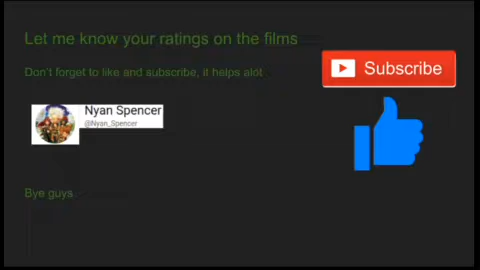 Let me know your ratings on the films
Don't forget to like and subscribe, it helps alot
Subscribe
Nyan Spencer
@Nyan_Spencer
Bye guys